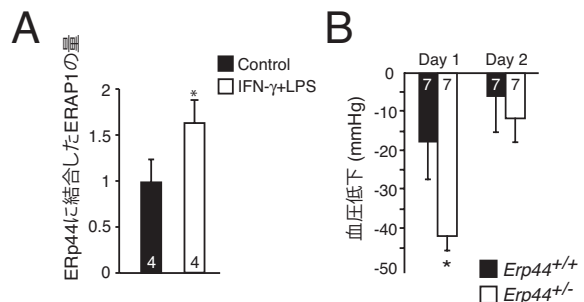 A
ERp44に結合したERAP1の量
2
1.5
1
0.5
0
4
4
*
Control
IFN-γ+LPS
B
Day 1
Day 2
血圧低下 (mmHg)
0
-10
-20
-30
-40
-50
7
7
7
7
*
Erp44+/+
Erp44+/-